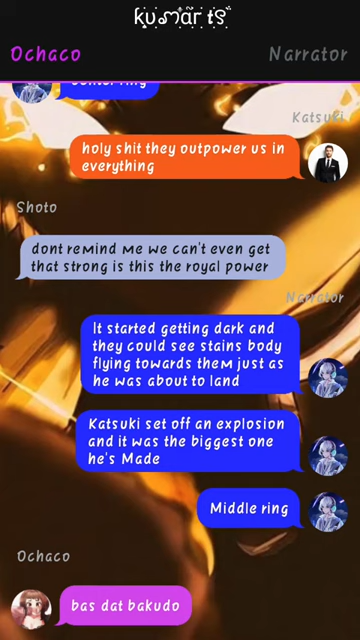 kumar ts
Ochaco
Narrator
Katsuki
holy shit they outpower us in
everything
Shoto
dont remind me we can't even get
that strong is this the royal power
Narrator
It started getting dark and
they could see stains body
flying towards them just as
he was about to land
Katsuki set off an explosion
and it was the biggest one
he's Made
Middle ring
Ochaco
bas dat bakudo